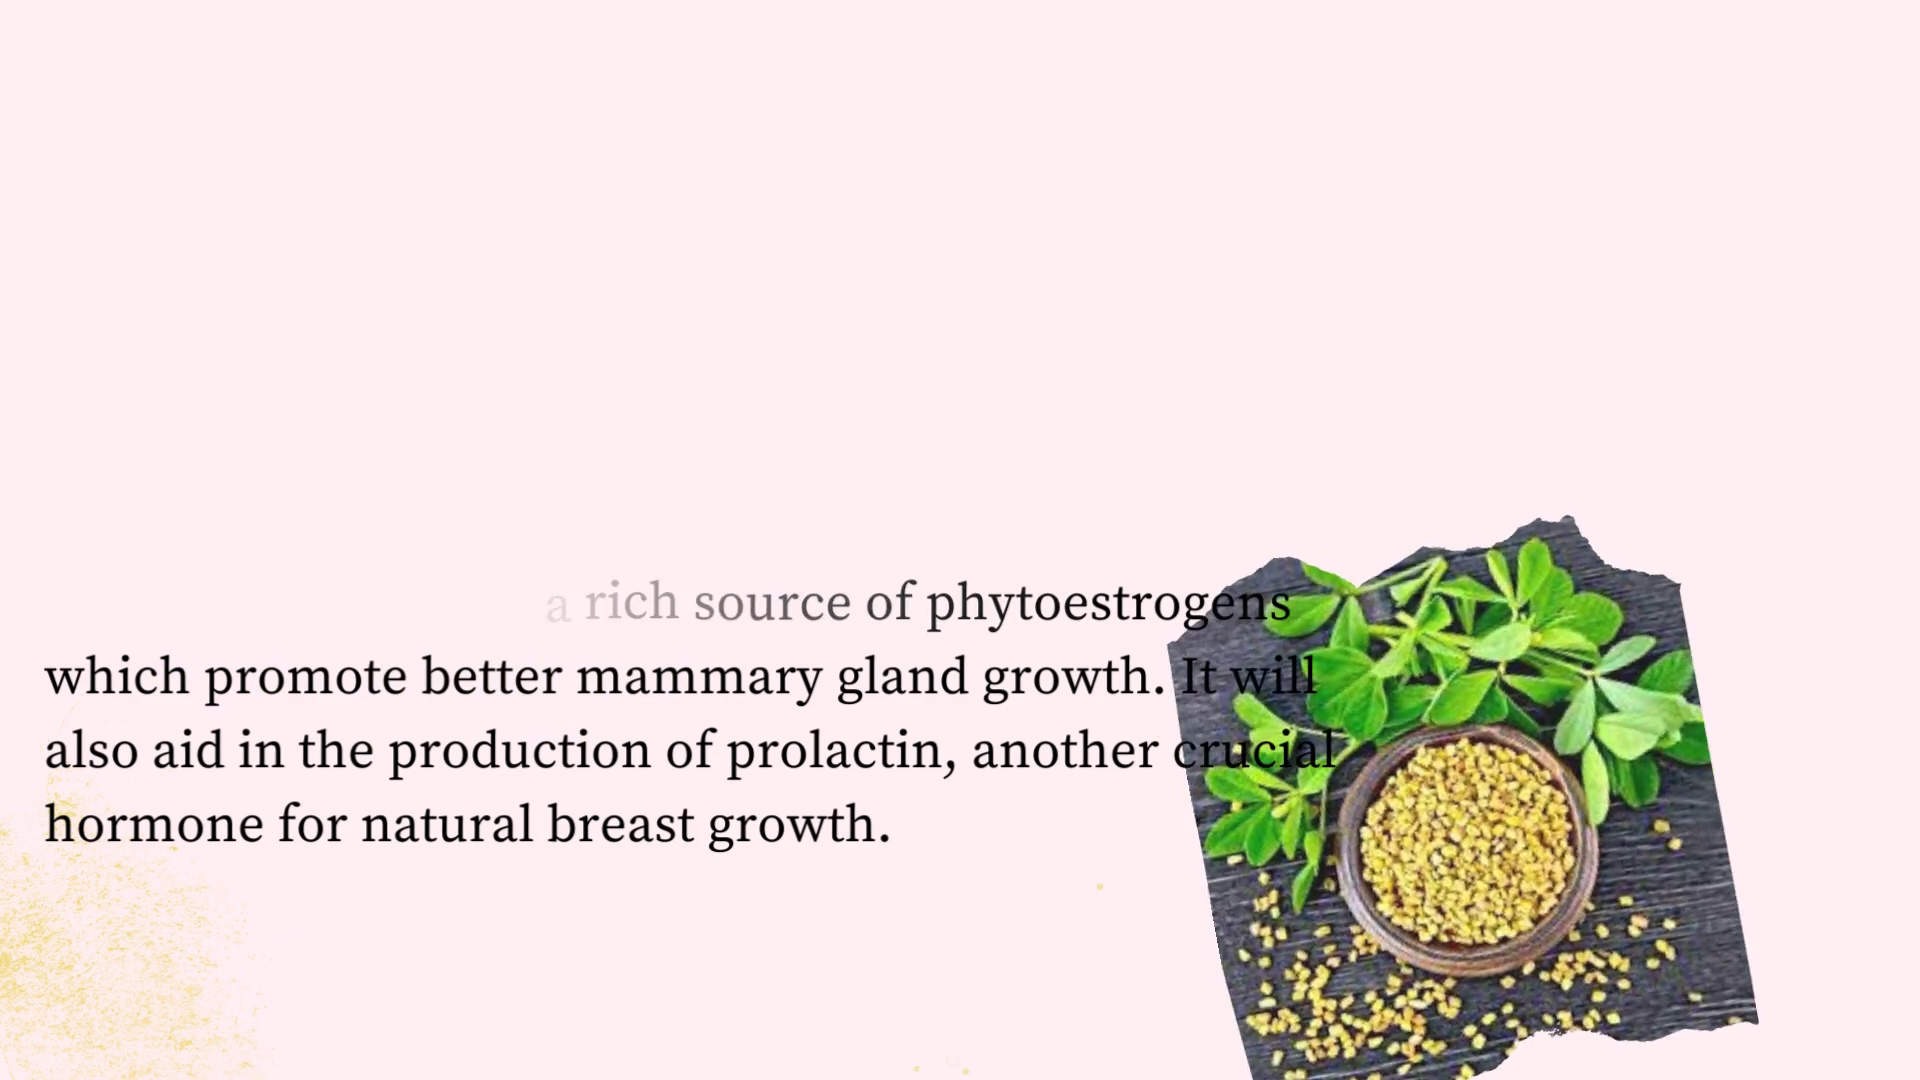 a rich source of phytoestrogens
which promote better mammary gland growth. It will
also aid in the production of prolactin, another crucial
hormone for natural breast growth.